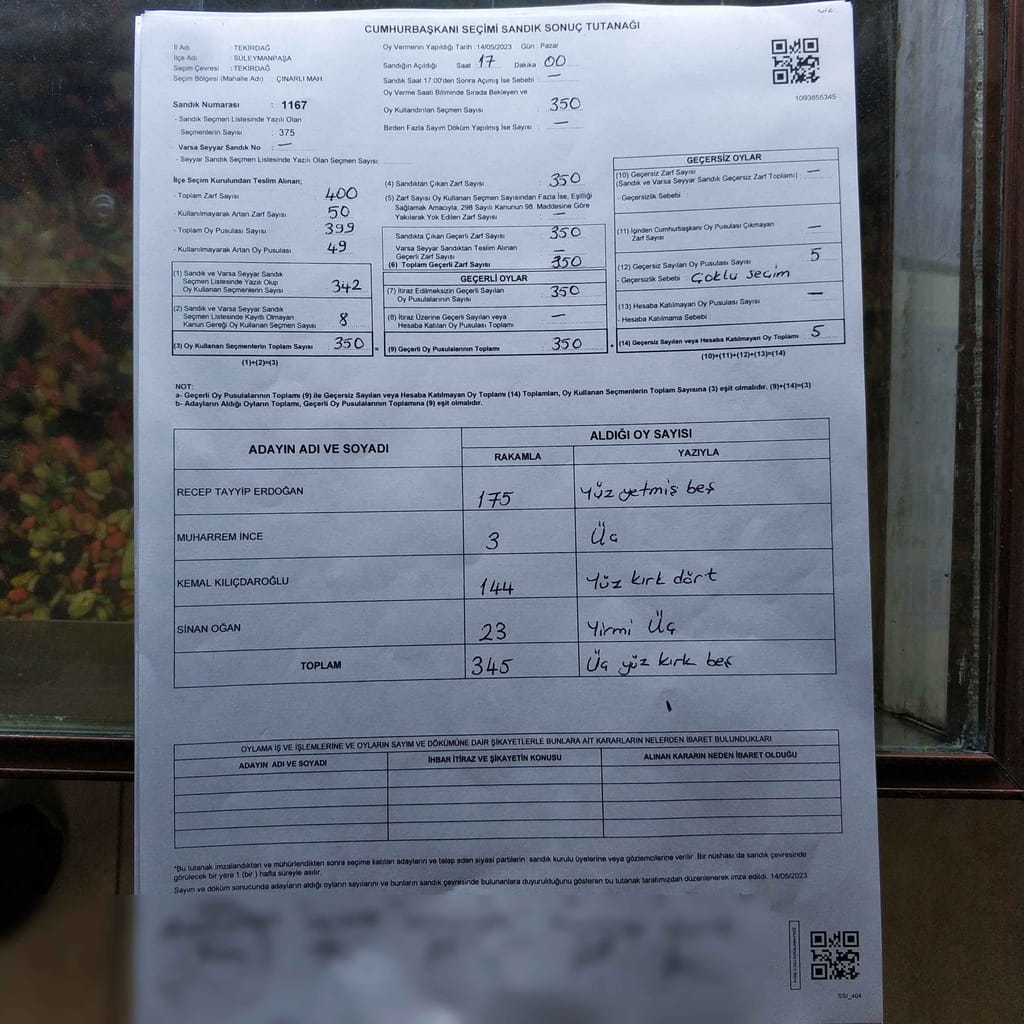 CUMHURBAŞKANI SEÇİMİ SANDIK SONUÇ TUTANAĞI
İl Adı : TEKİRDAĞ
İlçe Adı : SÜLEYMANPAŞA
Seçim Çevresi : TEKİRDAĞ
Seçim Bölgesi (Mahalle Adı) : ÇINARLI MAH.
Sandık Numarası : 1167
- Sandık Seçmen Listesinde Yazılı Olan
Seçmenlerin Sayısı : 375
Varsa Seyyar Sandık No : —
- Seyyar Sandık Seçmen Listesinde Yazılı Olan Seçmen Sayısı
Oy Vermenin Yapıldığı Tarih : 14/05/2023 Gün : Pazar
Sandığın Açıldığı Saat 17 Dakika 00
Sandık Saat 17:00'den Sonra Açımış İse Sebebi : —
Oy Verme Saati Bitiminde Sırada Bekleyen ve
Oy Kullandırılan Seçmen Sayısı : 350
Birden Fazla Sayım Döküm Yapılmış İse Sayısı : —
1093855345
İlçe Seçim Kurulundan Teslim Alınan;
- Toplam Zarf Sayısı : 400
- Kullanılmayarak Artan Zarf Sayısı : 50
- Toplam Oy Pusulası Sayısı : 399
- Kullanılmayarak Artan Oy Pusulası : 49
(1) Sandık ve Varsa Seyyar Sandık
Seçmen Listesinde Yazılı Olup
Oy Kullanan Seçmenlerin Sayısı : 342
(2) Sandık ve Varsa Seyyar Sandık
Seçmen Listesinde Kayıtlı Olmayan
Kanun Gereği Oy Kullanan Seçmen Sayısı 8
(3) Oy Kullanan Seçmenlerin Toplam Sayısı : 350 =
(1)+(2)=(3)
(4) Sandıktan Çıkan Zarf Sayısı : 350
(5) Zarf Sayısı Oy Kullanan Seçmen Sayısından Fazla İse, Eşitliği
Sağlamak Amacıyla, 298 Sayılı Kanunun 98. Maddesine Göre
Yakılarak Yok Edilen Zarf Sayısı : —
Sandıkta Çıkan Geçerli Zarf Sayısı 350
Varsa Seyyar Sandıktan Teslim Alınan
Geçerli Zarf Sayısı —
(6) Toplam Geçerli Zarf Sayısı 350
GEÇERLİ OYLAR
(7) İtiraz Edilmeksizin Geçerli Sayılan
Oy Pusulalarının Sayısı : 350
(8) İtiraz Üzerine Geçerli Sayılan veya
Hesaba Katılan Oy Pusulası Toplamı : —
(9) Geçerli Oy Pusulalarının Toplamı 350 +
GEÇERSİZ OYLAR
(10) Geçersiz Zarf Sayısı
(Sandık ve Varsa Seyyar Sandık Geçersiz Zarf Toplamı) : —
- Geçersizlik Sebebi :
(11) İçinden Cumhurbaşkanı Oy Pusulası Çıkmayan
Zarf Sayısı —
(12) Geçersiz Sayılan Oy Pusulası Sayısı 5
- Geçersizlik Sebebi Çoklu seçim
(13) Hesaba Katılmayan Oy Pusulası Sayısı —
- Hesaba Katılmama Sebebi
(14) Geçersiz Sayılan veya Hesaba Katılmayan Oy Toplamı : 5
(10)+(11)+(12)+(13)=(14)
NOT:
a- Geçerli Oy Pusulalarının Toplamı (9) ile Geçersiz Sayılan veya Hesaba Katılmayan Oy Toplamı (14) Toplamları, Oy Kullanan Seçmenlerin Toplam Sayısına (3) eşit olmalıdır. (9)+(14)=(3)
b- Adayların Aldığı Oyların Toplamı, Geçerli Oy Pusulalarının Toplamına (9) eşit olmalıdır.
ADAYIN ADI VE SOYADI
ALDIĞI OY SAYISI
RAKAMLA YAZIYLA
RECEP TAYYİP ERDOĞAN 175 Yüz yetmiş beş
MUHARREM İNCE 3 Üç
KEMAL KILIÇDAROĞLU 144 Yüz kırk dört
SİNAN OĞAN 23 Yirmi Üç
TOPLAM 345 Üç yüz kırk beş
OYLAMA İŞ VE İŞLEMLERİNE VE OYLARIN SAYIM VE DÖKÜMÜNE DAİR ŞİKAYETLERLE BUNLARA AİT KARARLARIN NELERDEN İBARET BULUNDUKLARI
ADAYIN ADI VE SOYADI İHBAR İTİRAZ VE ŞİKAYETİN KONUSU ALINAN KARARIN NEDEN İBARET OLDUĞU
*Bu tutanak imzalandıktan ve mühürlendikten sonra seçime katılan adayların ve talep eden siyasi partilerin sandık kurulu üyelerine veya gözlemcilerine verilir. Bir nüshası da sandık çevresinde
görülecek bir yere 1 (bir ) hafta süreyle asılır.
Sayım ve döküm sonucunda adayların aldığı oyların sayılarını ve bunların sandık çevresinde bulunanlara duyurulduğunu gösteren bu tutanak tarafımızdan düzenlenerek imza edildi. 14/05/2023
SSI_404